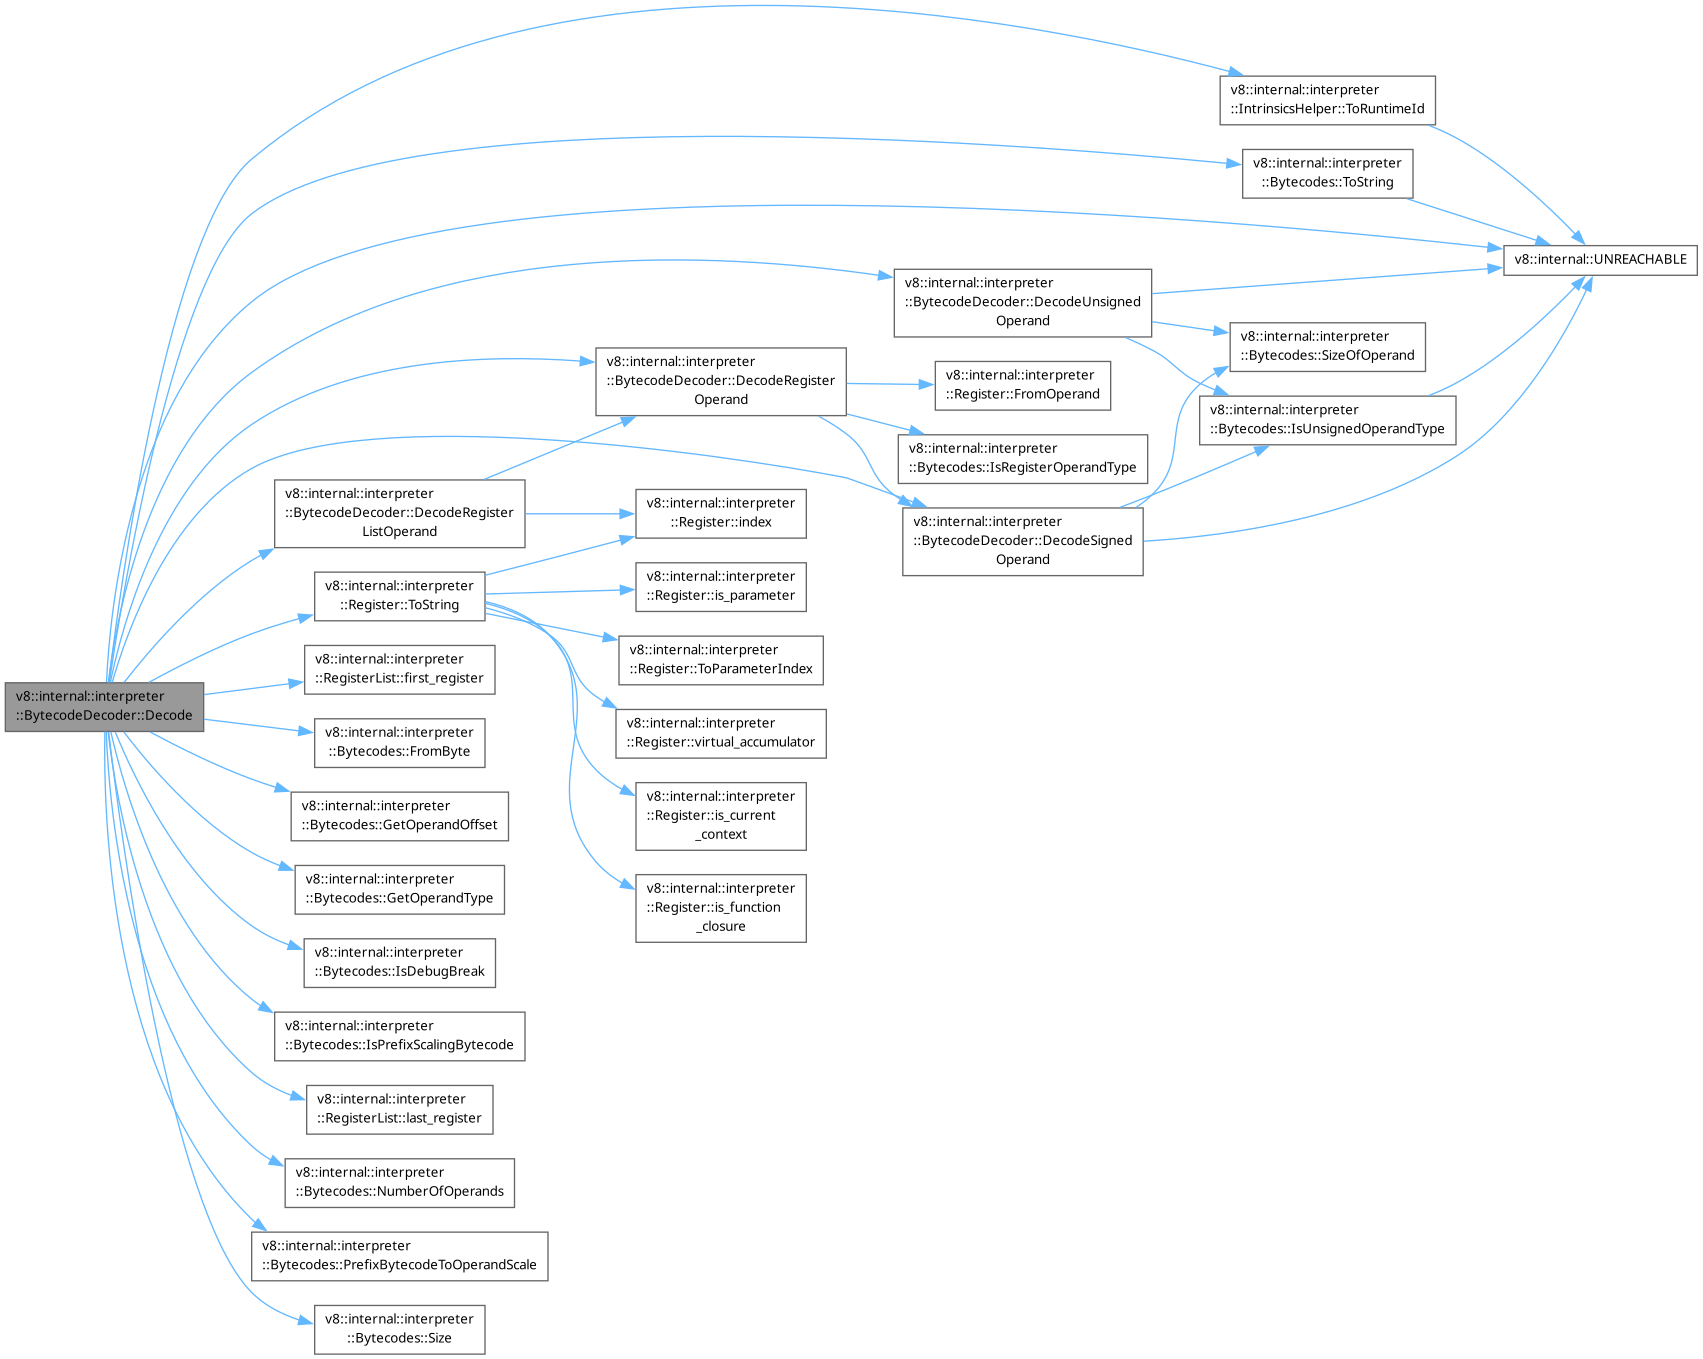 v8::internal::interpreter
::IntrinsicsHelper::ToRuntimeId
v8::internal::interpreter
::Bytecodes::ToString
v8::internal::UNREACHABLE
v8::internal::interpreter
::BytecodeDecoder::DecodeUnsigned
Operand
v8::internal::interpreter
::Bytecodes::SizeOfOperand
v8::internal::interpreter
::BytecodeDecoder::DecodeRegister
Operand
v8::internal::interpreter
::Register::FromOperand
v8::internal::interpreter
::Bytecodes::IsUnsignedOperandType
v8::internal::interpreter
::Bytecodes::IsRegisterOperandType
v8::internal::interpreter
::BytecodeDecoder::DecodeRegister
ListOperand
v8::internal::interpreter
::Register::index
v8::internal::interpreter
::BytecodeDecoder::DecodeSigned
Operand
v8::internal::interpreter
::Register::ToString
v8::internal::interpreter
::Register::is_parameter
v8::internal::interpreter
::Register::ToParameterIndex
v8::internal::interpreter
::RegisterList::first_register
v8::internal::interpreter
::BytecodeDecoder::Decode
v8::internal::interpreter
::Register::virtual_accumulator
v8::internal::interpreter
::Bytecodes::FromByte
v8::internal::interpreter
::Register::is_current
_context
v8::internal::interpreter
::Bytecodes::GetOperandOffset
v8::internal::interpreter
::Bytecodes::GetOperandType
v8::internal::interpreter
::Register::is_function
_closure
v8::internal::interpreter
::Bytecodes::IsDebugBreak
v8::internal::interpreter
::Bytecodes::IsPrefixScalingBytecode
v8::internal::interpreter
::RegisterList::last_register
v8::internal::interpreter
::Bytecodes::NumberOfOperands
v8::internal::interpreter
::Bytecodes::PrefixBytecodeToOperandScale
v8::internal::interpreter
::Bytecodes::Size